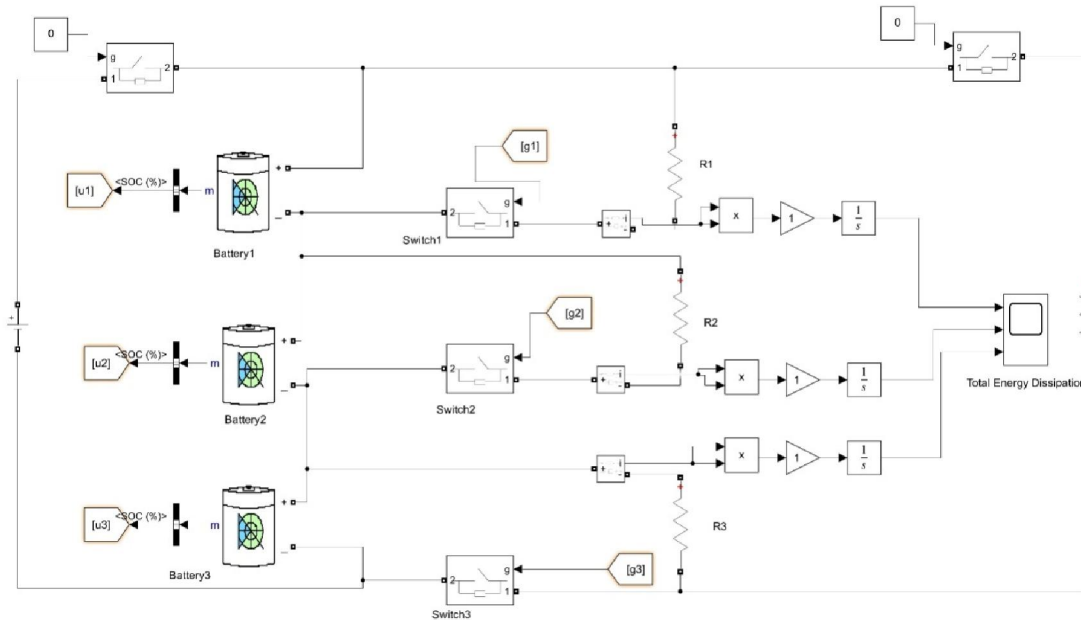 0
0
g
1
2
g
1
2
[g1]
[u1]
<SOC (%)>
m
+
_
Battery1
2
g
1
Switch1
+
i
-
R1
+
x
1
1
s
[g2]
[u2]
<SOC (%)>
m
+
_
Battery2
2
g
1
Switch2
+
i
-
R2
+
x
1
1
s
Total Energy Dissipation
+
i
-
x
1
1
s
[u3]
<SOC (%)>
m
+
_
Battery3
R3
+
2
g
1
Switch3
[g3]
+